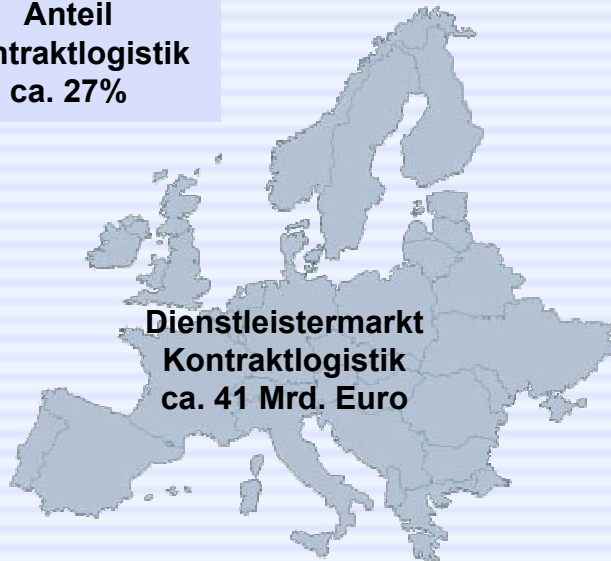 Anteil
ntraktlogistik
ca. 27%
Dienstleistermarkt
Kontraktlogistik
ca. 41 Mrd. Euro